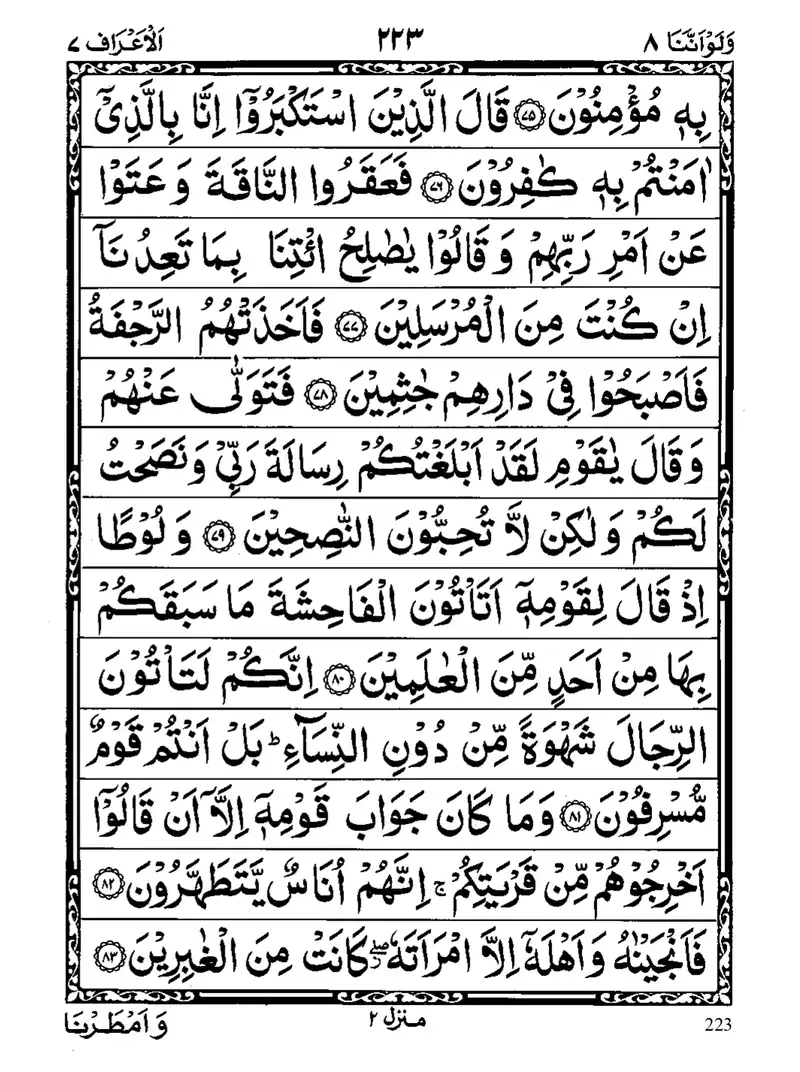 وَلَوْاَنَّنَا ٨
٢٢٣
اَلْاَعْرَاف ٧
بِهٖ مُؤْمِنُوْنَ ﴿٧٥﴾ قَالَ الَّذِيْنَ اسْتَكْبَرُوْۤا اِنَّا بِالَّذِيْۤ
اٰمَنْتُمْ بِهٖ كٰفِرُوْنَ ﴿٧٦﴾ فَعَقَرُوا النَّاقَةَ وَعَتَوْا
عَنْ اَمْرِ رَبِّهِمْ وَقَالُوْا يٰصٰلِحُ ائْتِنَا بِمَا تَعِدُنَاۤ
اِنْ كُنْتَ مِنَ الْمُرْسَلِيْنَ ﴿٧٧﴾ فَاَخَذَتْهُمُ الرَّجْفَةُ
فَاَصْبَحُوْا فِيْ دَارِهِمْ جٰثِمِيْنَ ﴿٧٨﴾ فَتَوَلّٰى عَنْهُمْ
وَقَالَ يٰقَوْمِ لَقَدْ اَبْلَغْتُكُمْ رِسَالَةَ رَبِّيْ وَنَصَحْتُ
لَكُمْ وَلٰكِنْ لَّا تُحِبُّوْنَ النّٰصِحِيْنَ ﴿٧٩﴾ وَلُوْطًا
اِذْ قَالَ لِقَوْمِهٖۤ اَتَاْتُوْنَ الْفَاحِشَةَ مَا سَبَقَكُمْ
بِهَا مِنْ اَحَدٍ مِّنَ الْعٰلَمِيْنَ ﴿٨٠﴾ اِنَّكُمْ لَتَاْتُوْنَ
الرِّجَالَ شَهْوَةً مِّنْ دُوْنِ النِّسَآءِ ؕ بَلْ اَنْتُمْ قَوْمٌ
مُّسْرِفُوْنَ ﴿٨١﴾ وَمَا كَانَ جَوَابَ قَوْمِهٖۤ اِلَّاۤ اَنْ قَالُوْۤا
اَخْرِجُوْهُمْ مِّنْ قَرْيَتِكُمْ ۚ اِنَّهُمْ اُنَاسٌ يَّتَطَهَّرُوْنَ ﴿٨٢﴾
فَاَنْجَيْنٰهُ وَاَهْلَهٗۤ اِلَّا امْرَاَتَهٗ ۖ كَانَتْ مِنَ الْغٰبِرِيْنَ ﴿٨٣﴾
وَاَمْطَرْنَا
منزل ٢
223